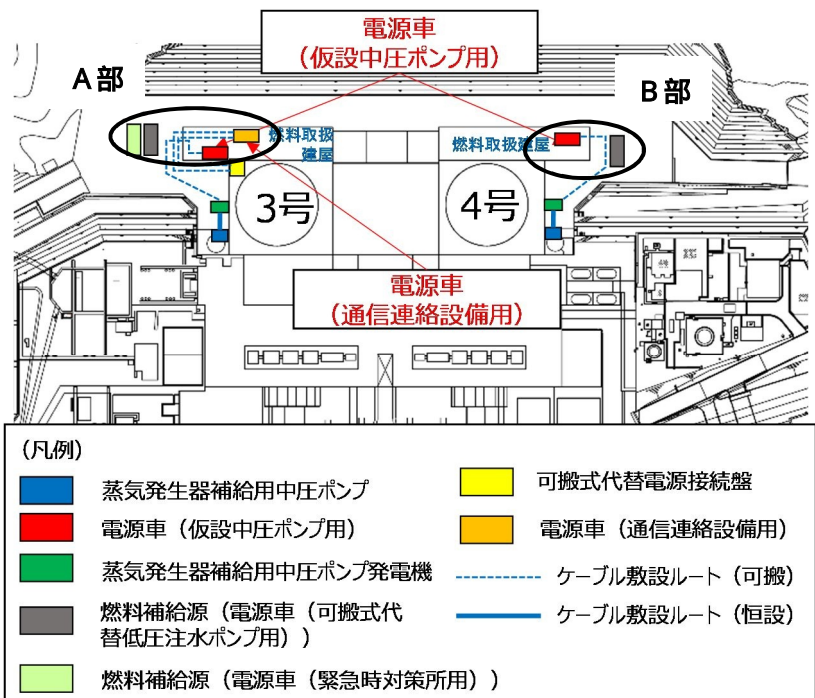 電源車
(仮設中圧ポンプ用)
A部
B部
燃料取扱
建屋
燃料取扱建屋
3号
4号
電源車
(通信連絡設備用)
(凡例)
蒸気発生器補給用中圧ポンプ
電源車(仮設中圧ポンプ用)
蒸気発生器補給用中圧ポンプ発電機
燃料補給源(電源車(可搬式代
替低圧注水ポンプ用))
燃料補給源(電源車(緊急時対策所用))
可搬式代替電源接続盤
電源車(通信連絡設備用)
ケーブル敷設ルート(可搬)
ケーブル敷設ルート(恒設)